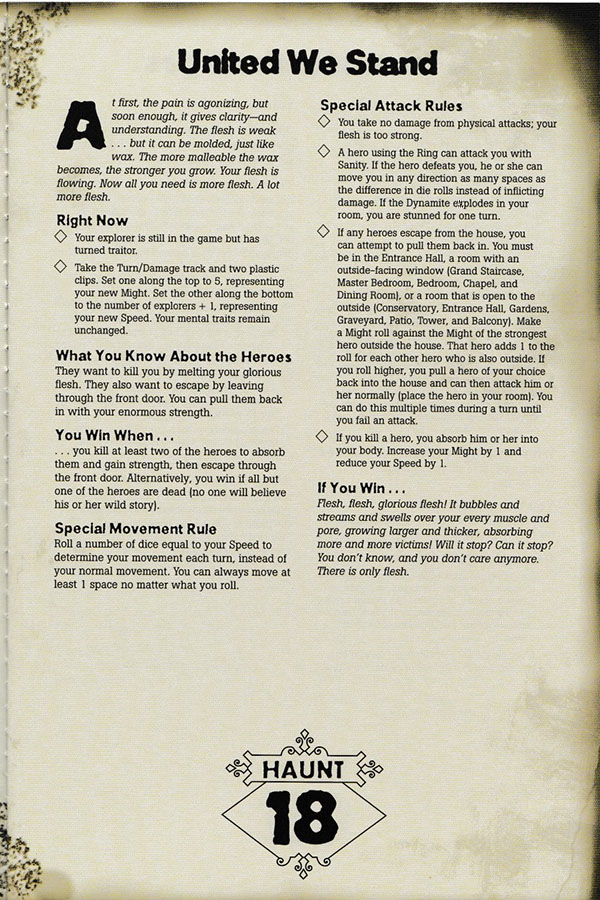 United We Stand
At first, the pain is agonizing, but
soon enough, it gives clarity—and
understanding. The flesh is weak
. . . but it can be molded, just like
wax. The more malleable the wax
becomes, the stronger you grow. Your flesh is
flowing. Now all you need is more flesh. A lot
more flesh.
Right Now
Your explorer is still in the game but has
turned traitor.
Take the Turn/Damage track and two plastic
clips. Set one along the top to 5, representing
your new Might. Set the other along the bottom
to the number of explorers + 1, representing
your new Speed. Your mental traits remain
unchanged.
What You Know About the Heroes
They want to kill you by melting your glorious
flesh. They also want to escape by leaving
through the front door. You can pull them back
in with your enormous strength.
You Win When . . .
. . . you kill at least two of the heroes to absorb
them and gain strength, then escape through
the front door. Alternatively, you win if all but
one of the heroes are dead (no one will believe
his or her wild story).
Special Movement Rule
Roll a number of dice equal to your Speed to
determine your movement each turn, instead of
your normal movement. You can always move at
least 1 space no matter what you roll.
Special Attack Rules
You take no damage from physical attacks; your
flesh is too strong.
A hero using the Ring can attack you with
Sanity. If the hero defeats you, he or she can
move you in any direction as many spaces as
the difference in die rolls instead of inflicting
damage. If the Dynamite explodes in your
room, you are stunned for one turn.
If any heroes escape from the house, you
can attempt to pull them back in. You must
be in the Entrance Hall, a room with an
outside-facing window (Grand Staircase,
Master Bedroom, Bedroom, Chapel, and
Dining Room), or a room that is open to the
outside (Conservatory, Entrance Hall, Gardens,
Graveyard, Patio, Tower, and Balcony). Make
a Might roll against the Might of the strongest
hero outside the house. That hero adds 1 to the
roll for each other hero who is also outside. If
you roll higher, you pull a hero of your choice
back into the house and can then attack him or
her normally (place the hero in your room). You
can do this multiple times during a turn until
you fail an attack.
If you kill a hero, you absorb him or her into
your body. Increase your Might by 1 and
reduce your Speed by 1.
If You Win . . .
Flesh, flesh, glorious flesh! It bubbles and
streams and swells over your every muscle and
pore, growing larger and thicker, absorbing
more and more victims! Will it stop? Can it stop?
You don't know, and you don't care anymore.
There is only flesh.
HAUNT
18